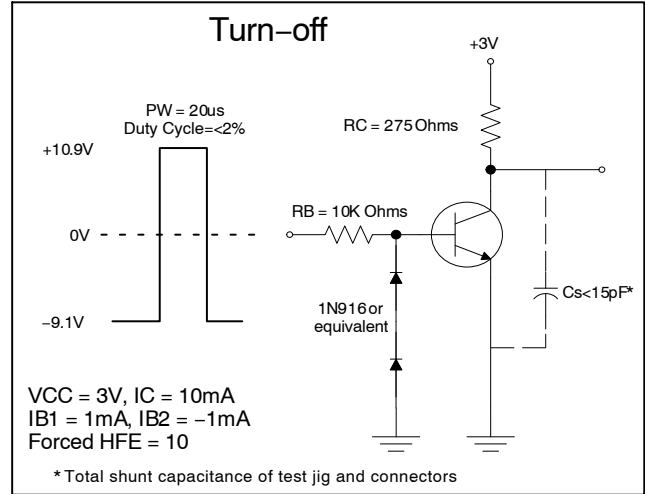 Turn−off
+3V
PW = 20us
Duty Cycle=<2%
RC = 275 Ohms
+10.9V
RB = 10K Ohms
0V
Cs<15pF*
1N916 or
equivalent
−9.1V
VCC = 3V, IC = 10mA
IB1 = 1mA, IB2 = −1mA
Forced HFE = 10
* Total shunt capacitance of test jig and connectors